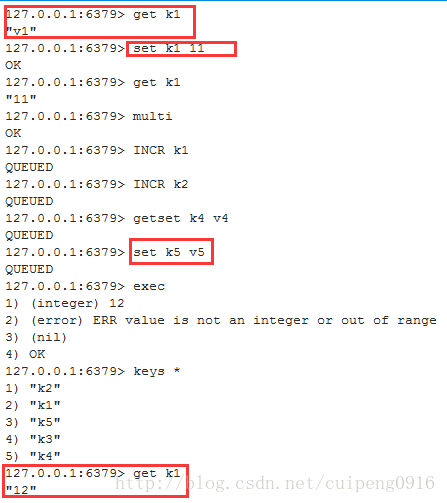 127.0.0.1:6379> get k1
"v1"
127.0.0.1:6379> set k1 11
OK
127.0.0.1:6379> get k1
"11"
127.0.0.1:6379> multi
OK
127.0.0.1:6379> INCR k1
QUEUED
127.0.0.1:6379> INCR k2
QUEUED
127.0.0.1:6379> getset k4 v4
QUEUED
127.0.0.1:6379> set k5 v5
QUEUED
127.0.0.1:6379> exec
1) (integer) 12
2) (error) ERR value is not an integer or out of range
3) (nil)
4) OK
127.0.0.1:6379> keys *
1) "k2"
2) "k1"
3) "k5"
4) "k3"
5) "k4"
127.0.0.1:6379> get k1
"12"
http://blog.csdn.net/cuipeng0916